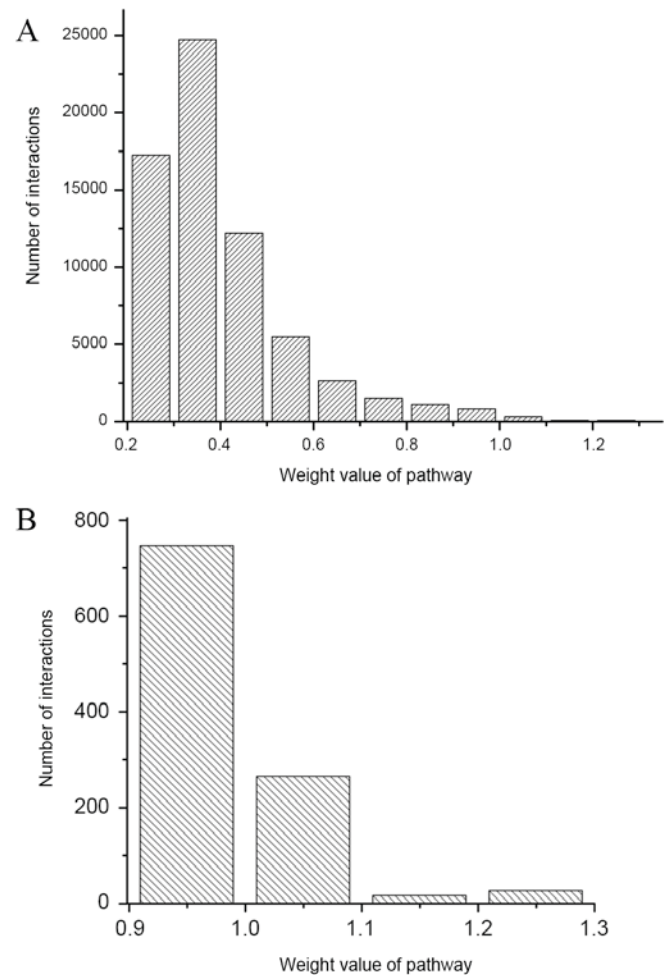 A
25000
20000
15000
10000
5000
0
Number of interactions
0.2 0.4 0.6 0.8 1.0 1.2
Weight value of pathway
B
800
600
400
200
0
Number of interactions
0.9 1.0 1.1 1.2 1.3
Weight value of pathway